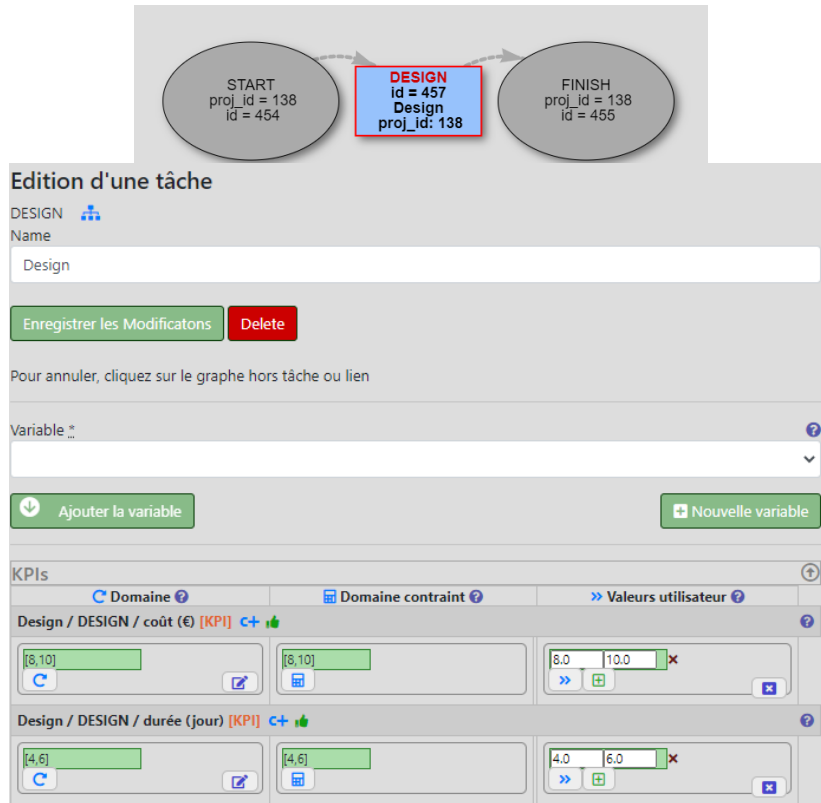 START
proj_id = 138
id = 454
DESIGN
id = 457
Design
proj_id: 138
FINISH
proj_id = 138
id = 455
Edition d'une tâche
DESIGN
Name
Design
Enregistrer les Modificatons Delete
Pour annuler, cliquez sur le graphe hors tâche ou lien
Variable *
Ajouter la variable Nouvelle variable
KPIs
Domaine Domaine contraint Valeurs utilisateur
Design / DESIGN / coût (€) [KPI] C+
[8,10] [8,10] 8.0 10.0
Design / DESIGN / durée (jour) [KPI] C+
[4,6] [4,6] 4.0 6.0